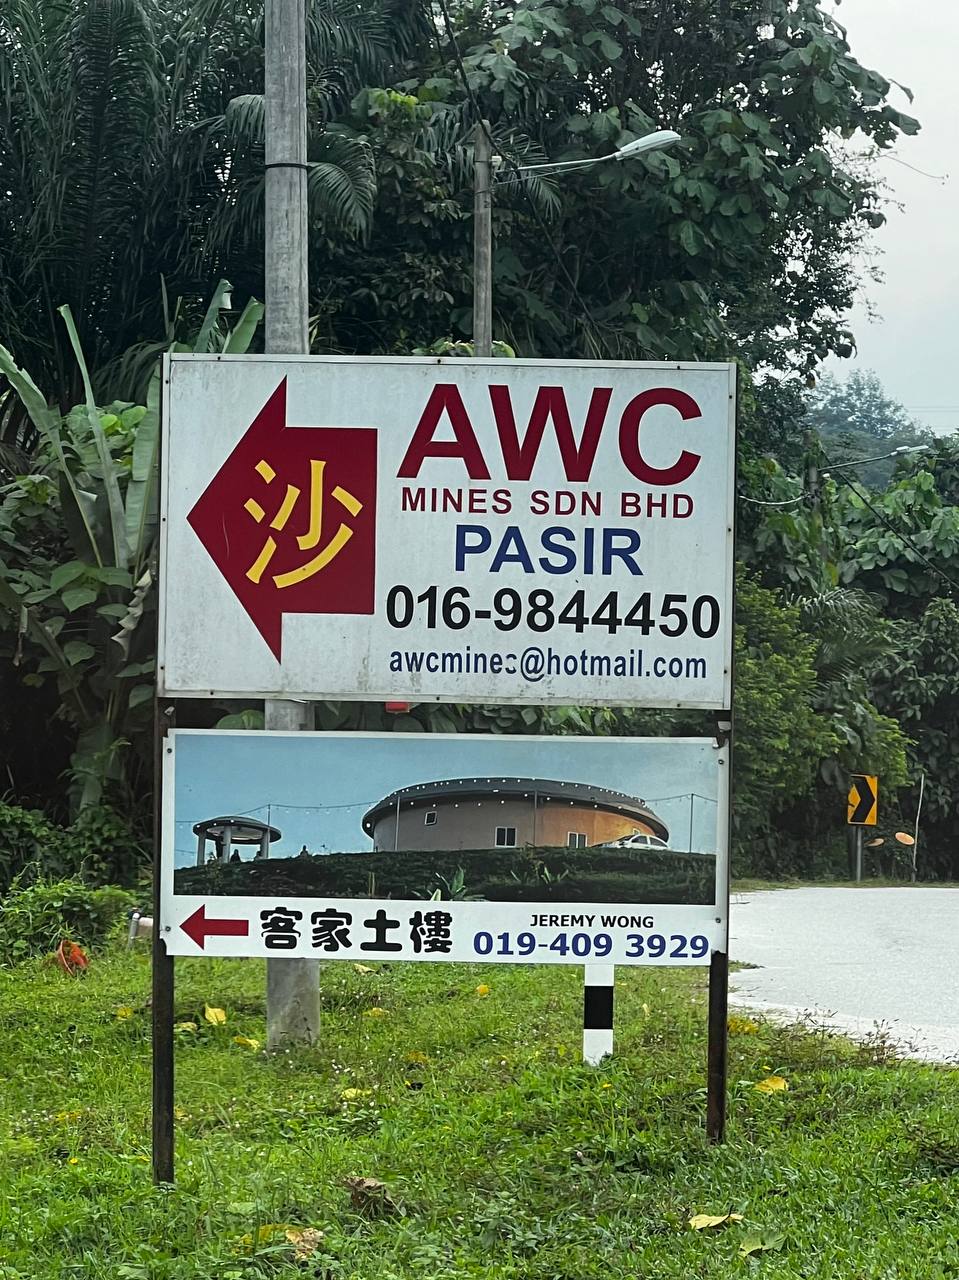 沙
AWC
MINES SDN BHD
PASIR
016-9844450
awcmines@hotmail.com
客家土樓
JEREMY WONG
019-409 3929